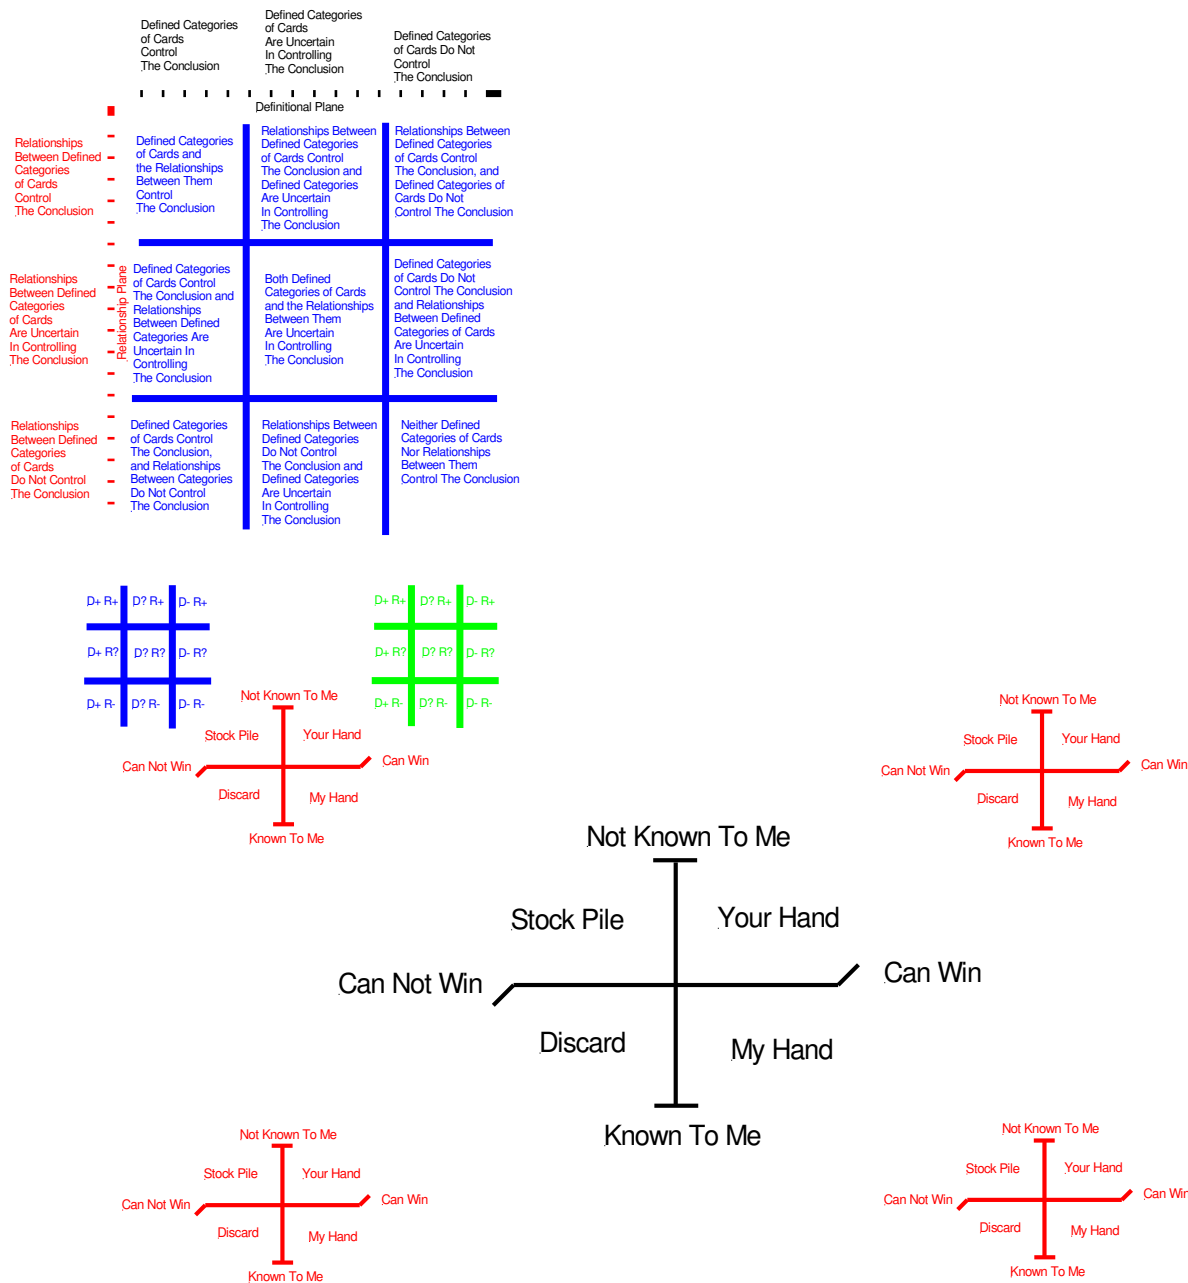 Defined Categories
of Cards
Control
The Conclusion
Defined Categories
of Cards
Are Uncertain
In Controlling
The Conclusion
Defined Categories
of Cards Do Not
Control
The Conclusion
Definitional Plane
Relationships
Between Defined
Categories
of Cards
Control
The Conclusion
Defined Categories
of Cards and
the Relationships
Between Them
Control
The Conclusion
Relationships Between
Defined Categories
of Cards Control
The Conclusion and
Defined Categories
Are Uncertain
In Controlling
The Conclusion
Relationships Between
Defined Categories
of Cards Control
The Conclusion, and
Defined Categories of
Cards Do Not
Control The Conclusion
Relationships
Between Defined
Categories
of Cards
Are Uncertain
In Controlling
The Conclusion
Relationship Plane
Defined Categories
of Cards Control
The Conclusion and
Relationships
Between Defined
Categories Are
Uncertain In
Controlling
The Conclusion
Both Defined
Categories of Cards
and the Relationships
Between Them
Are Uncertain
In Controlling
The Conclusion
Defined Categories
of Cards Do Not
Control The Conclusion
and Relationships
Between Defined
Categories of Cards
Are Uncertain
In Controlling
The Conclusion
Relationships
Between Defined
Categories
of Cards
Do Not Control
The Conclusion
Defined Categories
of Cards Control
The Conclusion,
and Relationships
Between Categories
Do Not Control
The Conclusion
Relationships Between
Defined Categories
Do Not Control
The Conclusion and
Defined Categories
Are Uncertain
In Controlling
The Conclusion
Neither Defined
Categories of Cards
Nor Relationships
Between Them
Control The Conclusion
D+ R+ D? R+ D- R+
D+ R? D? R? D- R?
D+ R- D? R- D- R-
D+ R+ D? R+ D- R+
D+ R? D? R? D- R?
D+ R- D? R- D- R-
Not Known To Me
Stock Pile Your Hand
Can Not Win Can Win
Discard My Hand
Known To Me
Not Known To Me
Stock Pile Your Hand
Can Not Win Can Win
Discard My Hand
Known To Me
Not Known To Me
Stock Pile Your Hand
Can Not Win Can Win
Discard My Hand
Known To Me
Not Known To Me
Stock Pile Your Hand
Can Not Win Can Win
Discard My Hand
Known To Me
Not Known To Me
Stock Pile Your Hand
Can Not Win Can Win
Discard My Hand
Known To Me